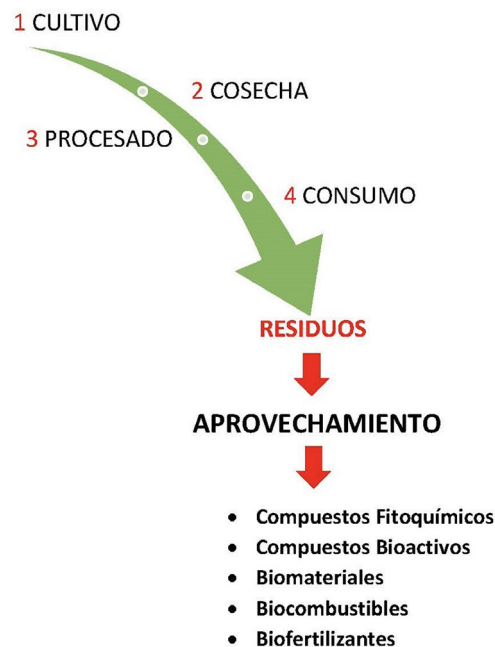 1 CULTIVO
2 COSECHA
3 PROCESADO
4 CONSUMO
RESIDUOS
APROVECHAMIENTO
• Compuestos Fitoquímicos
• Compuestos Bioactivos
• Biomateriales
• Biocombustibles
• Biofertilizantes